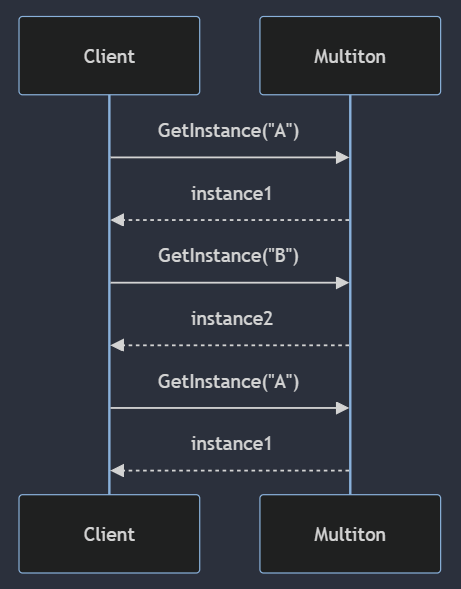 Client
Multiton
GetInstance("A")
instance1
GetInstance("B")
instance2
GetInstance("A")
instance1
Client
Multiton